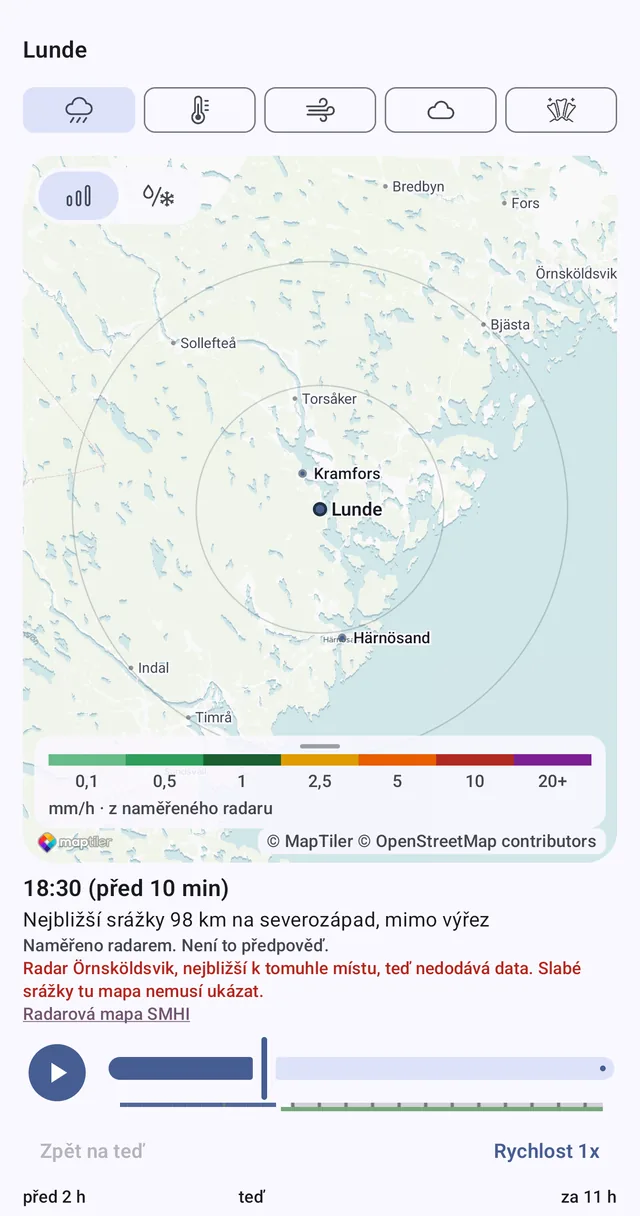 Lunde
Bredbyn
Fors
Örnsköldsvik
Bjästa
Sollefteå
Torsåker
Kramfors
Lunde
Härnösand
Indäl
Timrå
0,1 0,5 1 2,5 5 10 20+
mm/h · z naměřeného radaru
maptiler
© MapTiler © OpenStreetMap contributors
18:30 (před 10 min)
Nejbližší srážky 98 km na severozápad, mimo výřez
Naměřeno radarem. Není to předpověď.
Radar Örnsköldsvik, nejbližší k tomuhle místu, teď nedodává data. Slabé
srážky tu mapa nemusí ukázat.
Radarová mapa SMHI
Zpět na teď
Rychlost 1x
před 2 h teď za 11 h